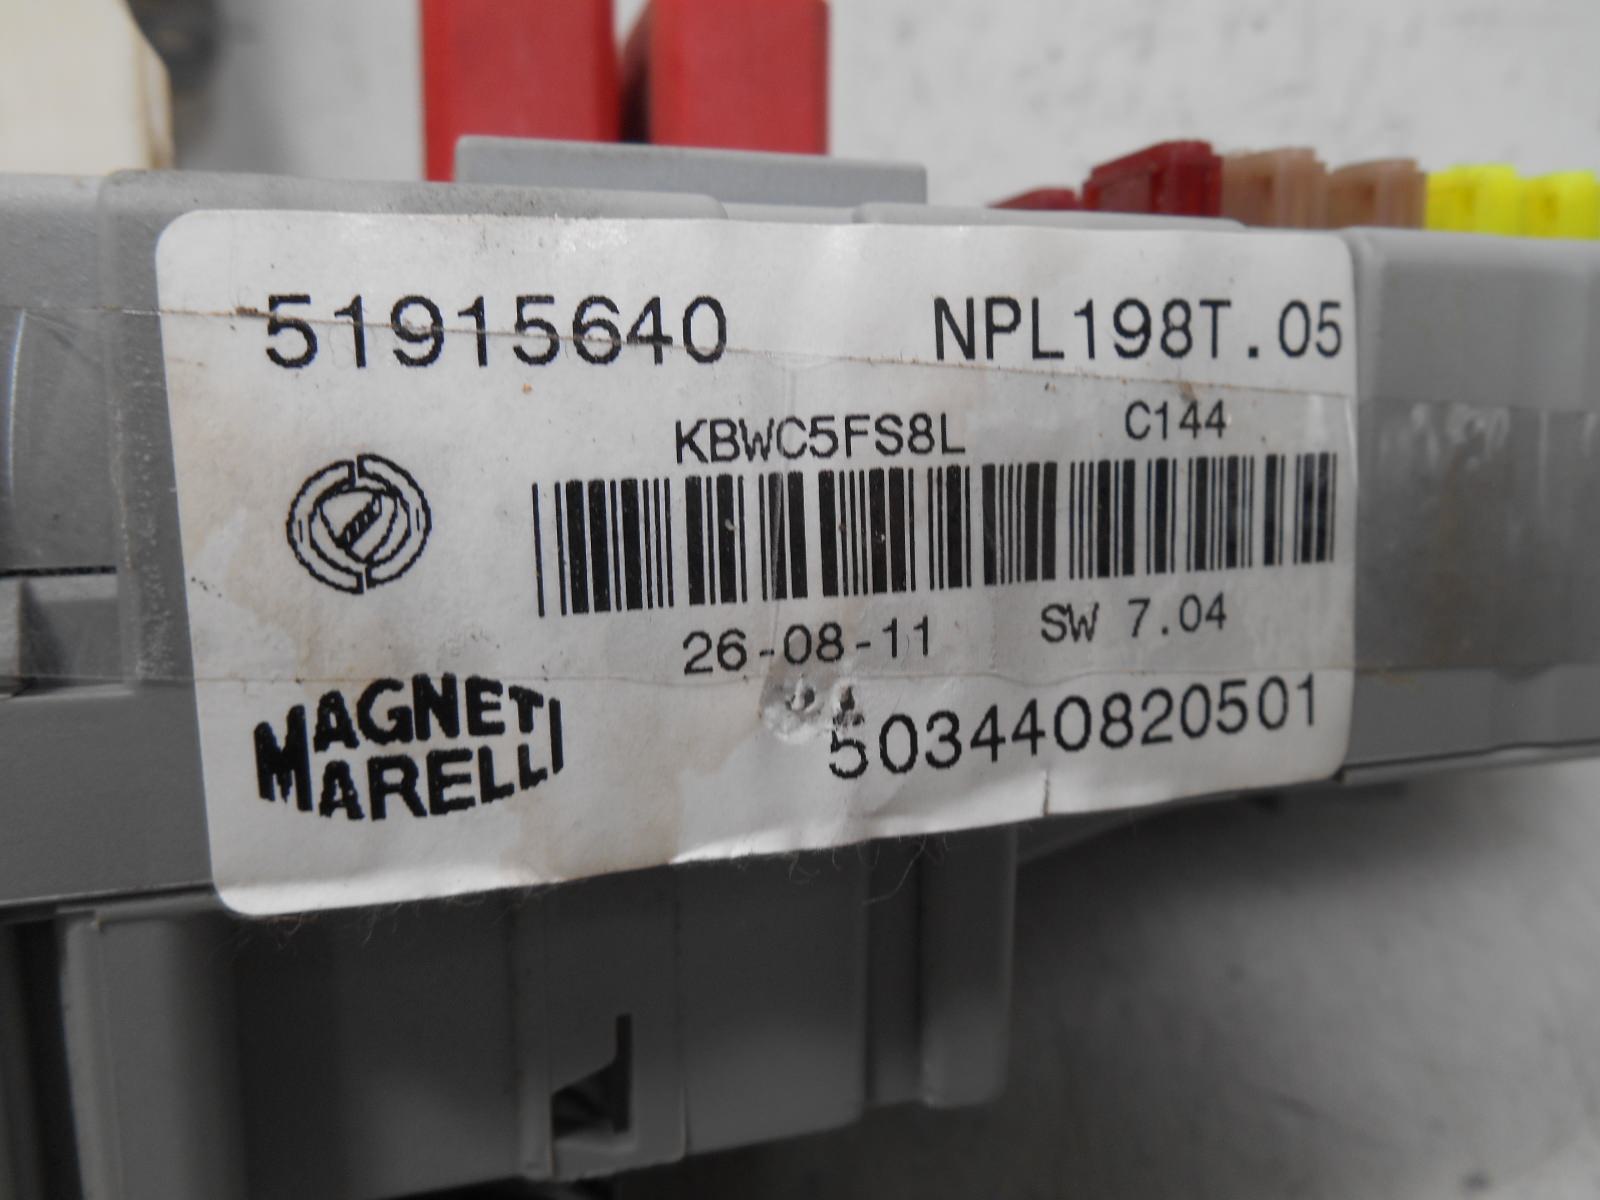 51915640 NPL198T.05
KBWC5FS8L C144
26-08-11 SW 7.04
MAGNETI
MARELLI
503440820501